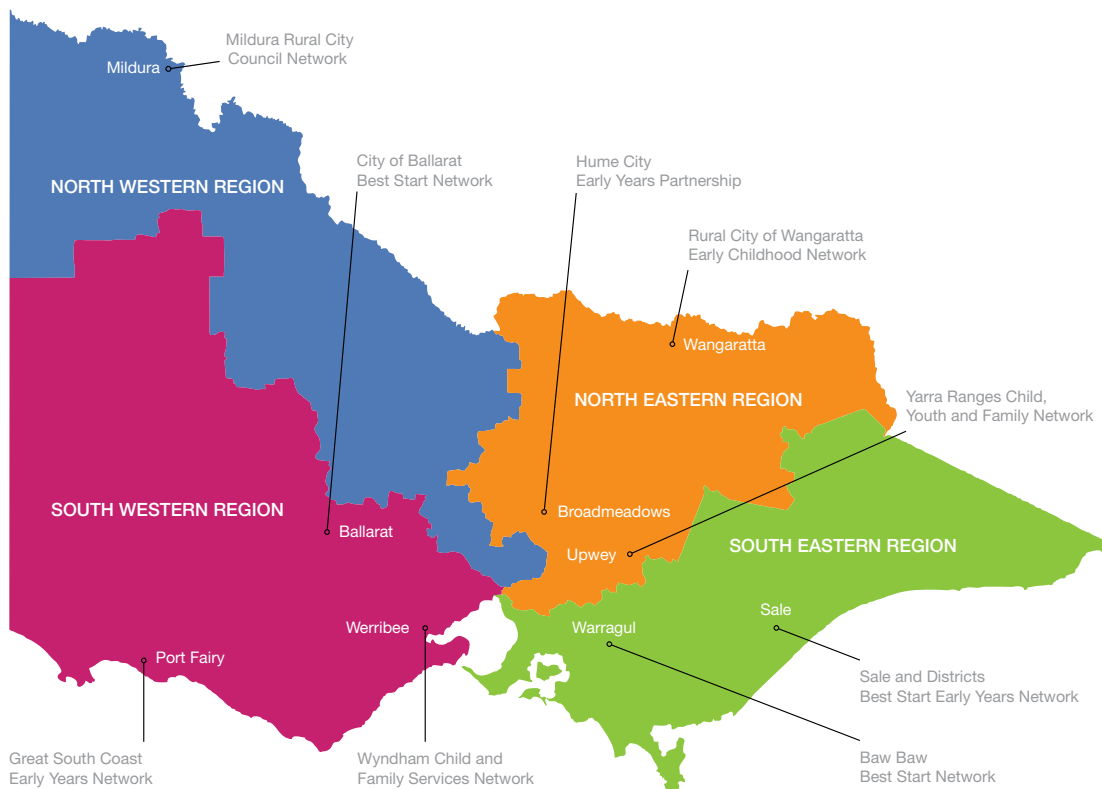 Mildura Rural City
Council Network
Mildura
City of Ballarat
Best Start Network
Hume City
Early Years Partnership
NORTH WESTERN REGION
Rural City of Wangaratta
Early Childhood Network
Wangaratta
NORTH EASTERN REGION
Yarra Ranges Child,
Youth and Family Network
SOUTH WESTERN REGION
Broadmeadows
Ballarat
Upwey
SOUTH EASTERN REGION
Sale
Werribee
Warragul
Port Fairy
Sale and Districts
Best Start Early Years Network
Great South Coast
Early Years Network
Wyndham Child and
Family Services Network
Baw Baw
Best Start Network